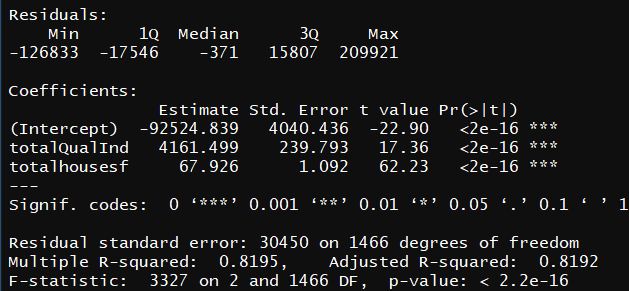 Residuals:
    Min      1Q  Median      3Q     Max
-126833  -17546    -371   15807  209921

Coefficients:
              Estimate Std. Error t value Pr(>|t|)
(Intercept) -92524.839   4040.436  -22.90   <2e-16 ***
totalQualInd  4161.499    239.793   17.36   <2e-16 ***
totalhousesf    67.926      1.092   62.23   <2e-16 ***
---
Signif. codes:  0 ‘***’ 0.001 ‘**’ 0.01 ‘*’ 0.05 ‘.’ 0.1 ‘ ’ 1

Residual standard error: 30450 on 1466 degrees of freedom
Multiple R-squared:  0.8195,    Adjusted R-squared:  0.8192
F-statistic:  3327 on 2 and 1466 DF,  p-value: < 2.2e-16